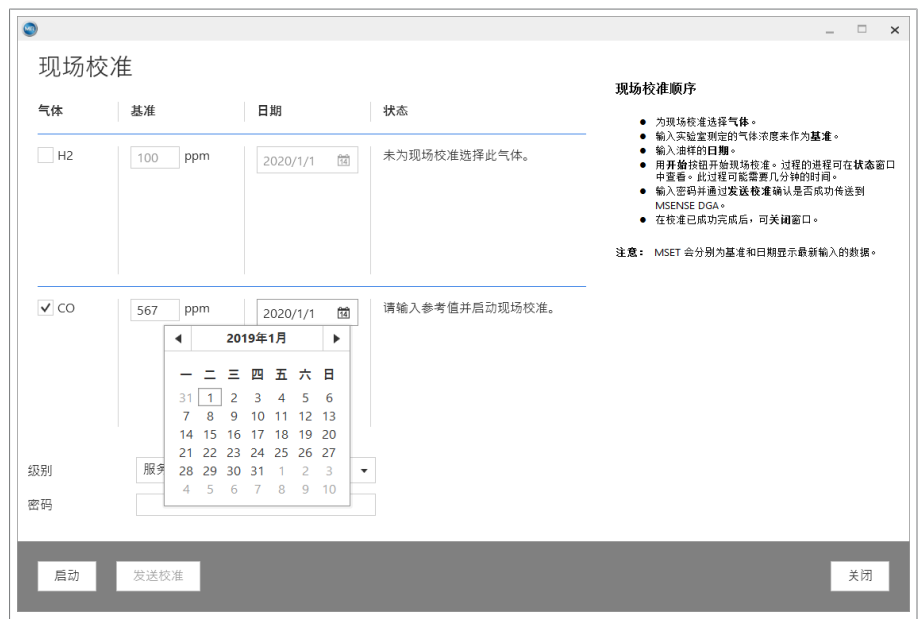 现场校准
气体 基准 日期 状态
H2 100 ppm 2020/1/1 未为现场校准选择此气体。
CO 567 ppm 2020/1/1 请输入参考值并启动现场校准。
2019年1月
一 二 三 四 五 六 日
31 1 2 3 4 5 6
7 8 9 10 11 12 13
14 15 16 17 18 19 20
21 22 23 24 25 26 27
28 29 30 31 1 2 3
4 5 6 7 8 9 10
级别 服务
密码
启动 发送校准 关闭
现场校准顺序
● 为现场校准选择气体。
● 输入实验室测定的气体浓度来作为基准。
● 输入油样的日期。
● 用开始按钮开始现场校准。过程的进程可在状态窗口
中查看。此过程可能需要几分钟的时间。
● 输入密码并通过发送校准确认是否成功传送到
MSENSE DGA。
● 在校准已成功完成后，可关闭窗口。
注意： MSET 会分别为基准和日期显示最新输入的数据。